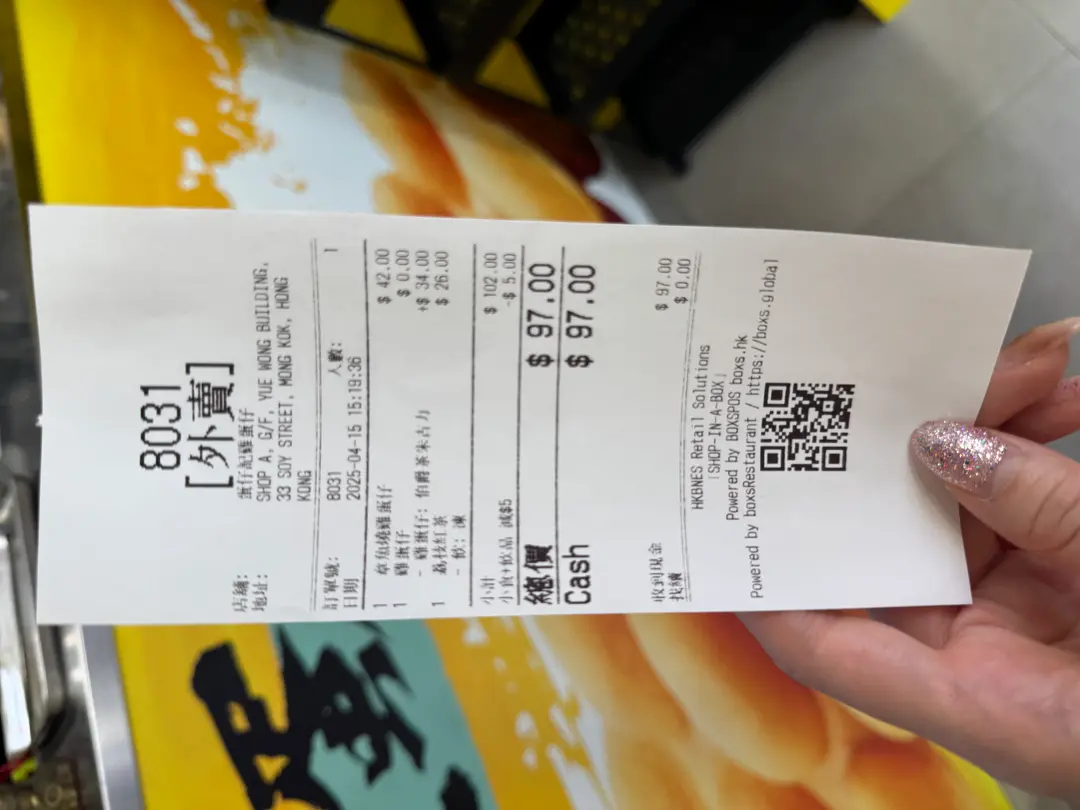 8031
[外賣]
店鋪: 蛋仔記雞蛋仔
地址: SHOP A, G/F, YUE WONG BUILDING,
33 SOY STREET, MONG KOK, HONG
KONG
訂單號: 8031 人數: 1
日期 2025-04-15 15:19:36
1 章魚燒雞蛋仔 $ 42.00
1 雞蛋仔 $ 0.00
- 雞蛋仔: 伯爵茶朱古力 +$ 34.00
1 荔枝紅茶 $ 26.00
- 飲: 凍
小計 $ 102.00
小食+飲品 減$5 -$ 5.00
總價 $ 97.00
Cash $ 97.00
收到現金 $ 97.00
找續 $ 0.00
HKBNES Retail Solutions
「SHOP-IN-A-BOX」
Powered by BOXSPOS boxs.hk
Powered by boxsRestaurant / https://boxs.global
蛋